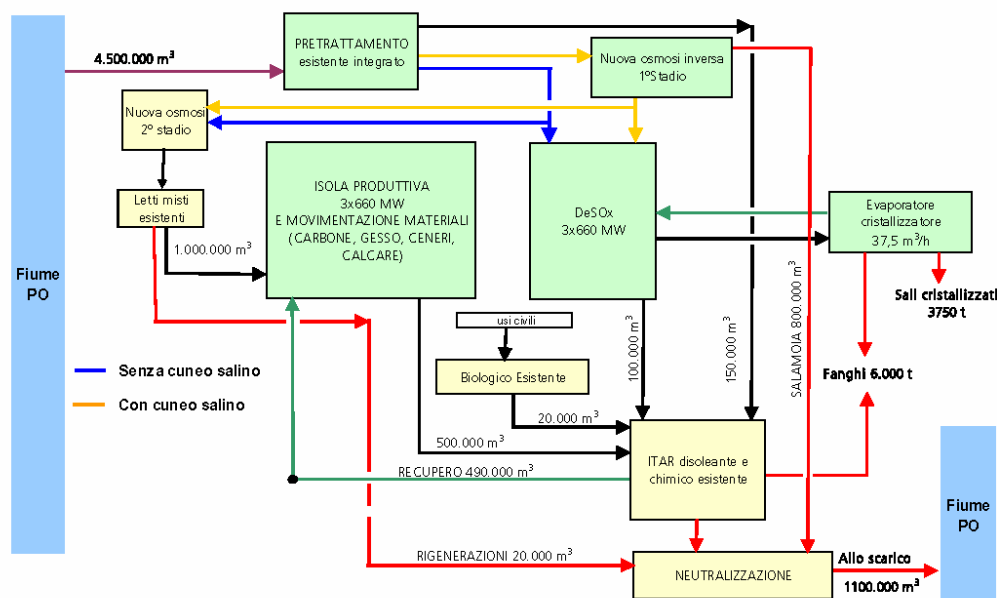 Fiume
PO
4.500.000 m³
PRETRATTAMENTO
esistente integrato
Nuova osmosi inversa
1°Stadio
Nuova osmosi
2° stadio
Letti misti
esistenti
1.000.000 m³
ISOLA PRODUTTIVA
3x660 MW
E MOVIMENTAZIONE MATERIALI
(CARBONE, GESSO, CENERI,
CALCARE)
DeSOx
3x660 MW
Evaporatore
cristallizzatore
37,5 m³/h
Sali cristallizzati
3750 t
usi civili
Biologico Esistente
100.000 m³
150.000 m³
SALAMOIA 800.000 m³
Fanghi 6.000 t
Senza cuneo salino
Con cuneo salino
20.000 m³
500.000 m³
RECUPERO 490.000 m³
ITAR disoleante e
chimico esistente
RIGENERAZIONI 20.000 m³
NEUTRALIZZAZIONE
Allo scarico
1100.000 m³
Fiume
PO